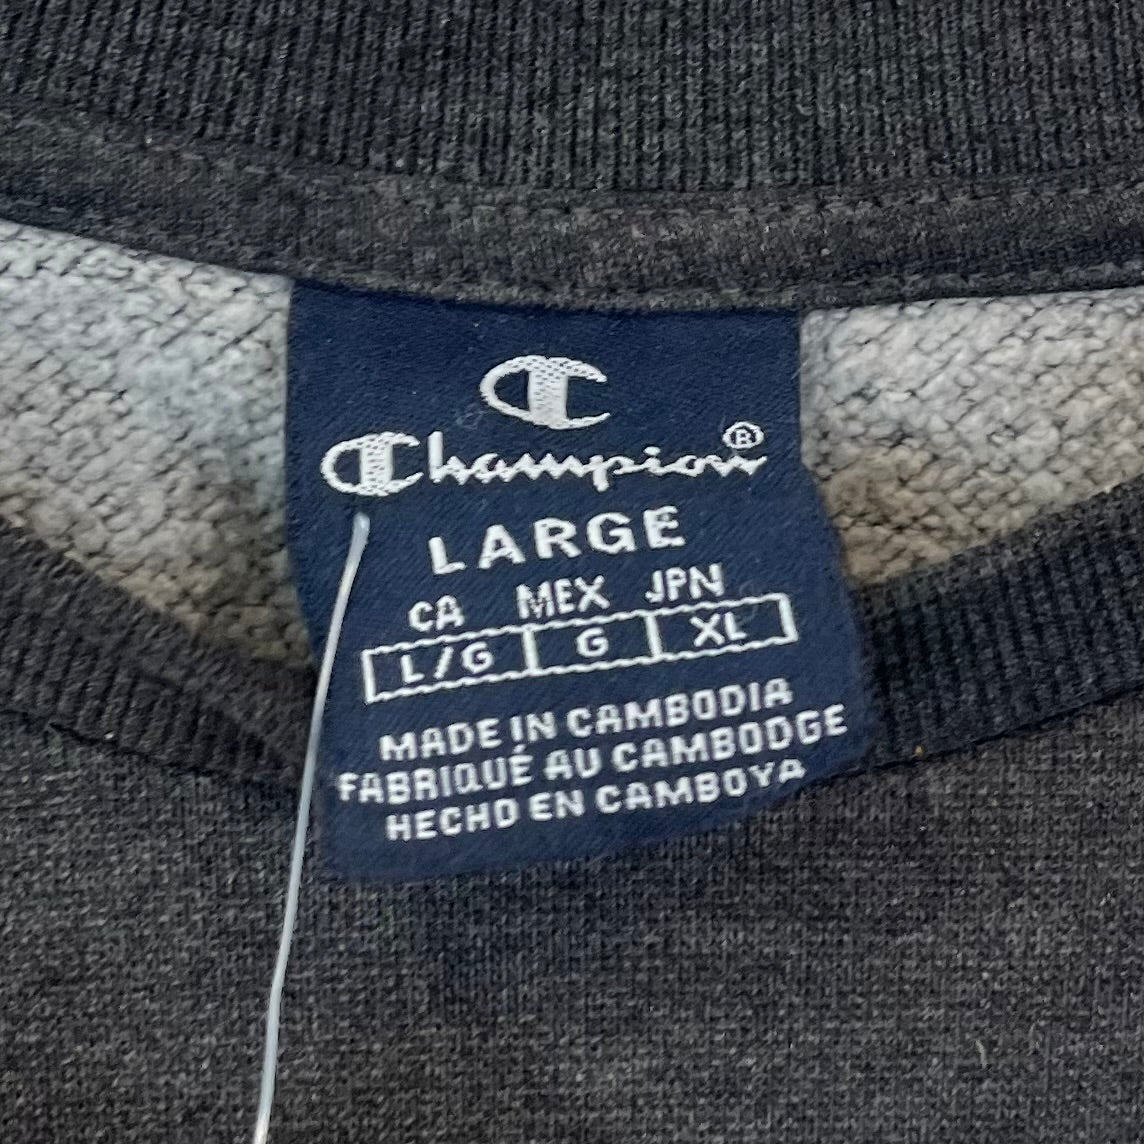 C
Champion®
LARGE
CA MEX JPN
L/G G XL
MADE IN CAMBODIA
FABRIQUÉ AU CAMBODGE
HECHO EN CAMBOYA